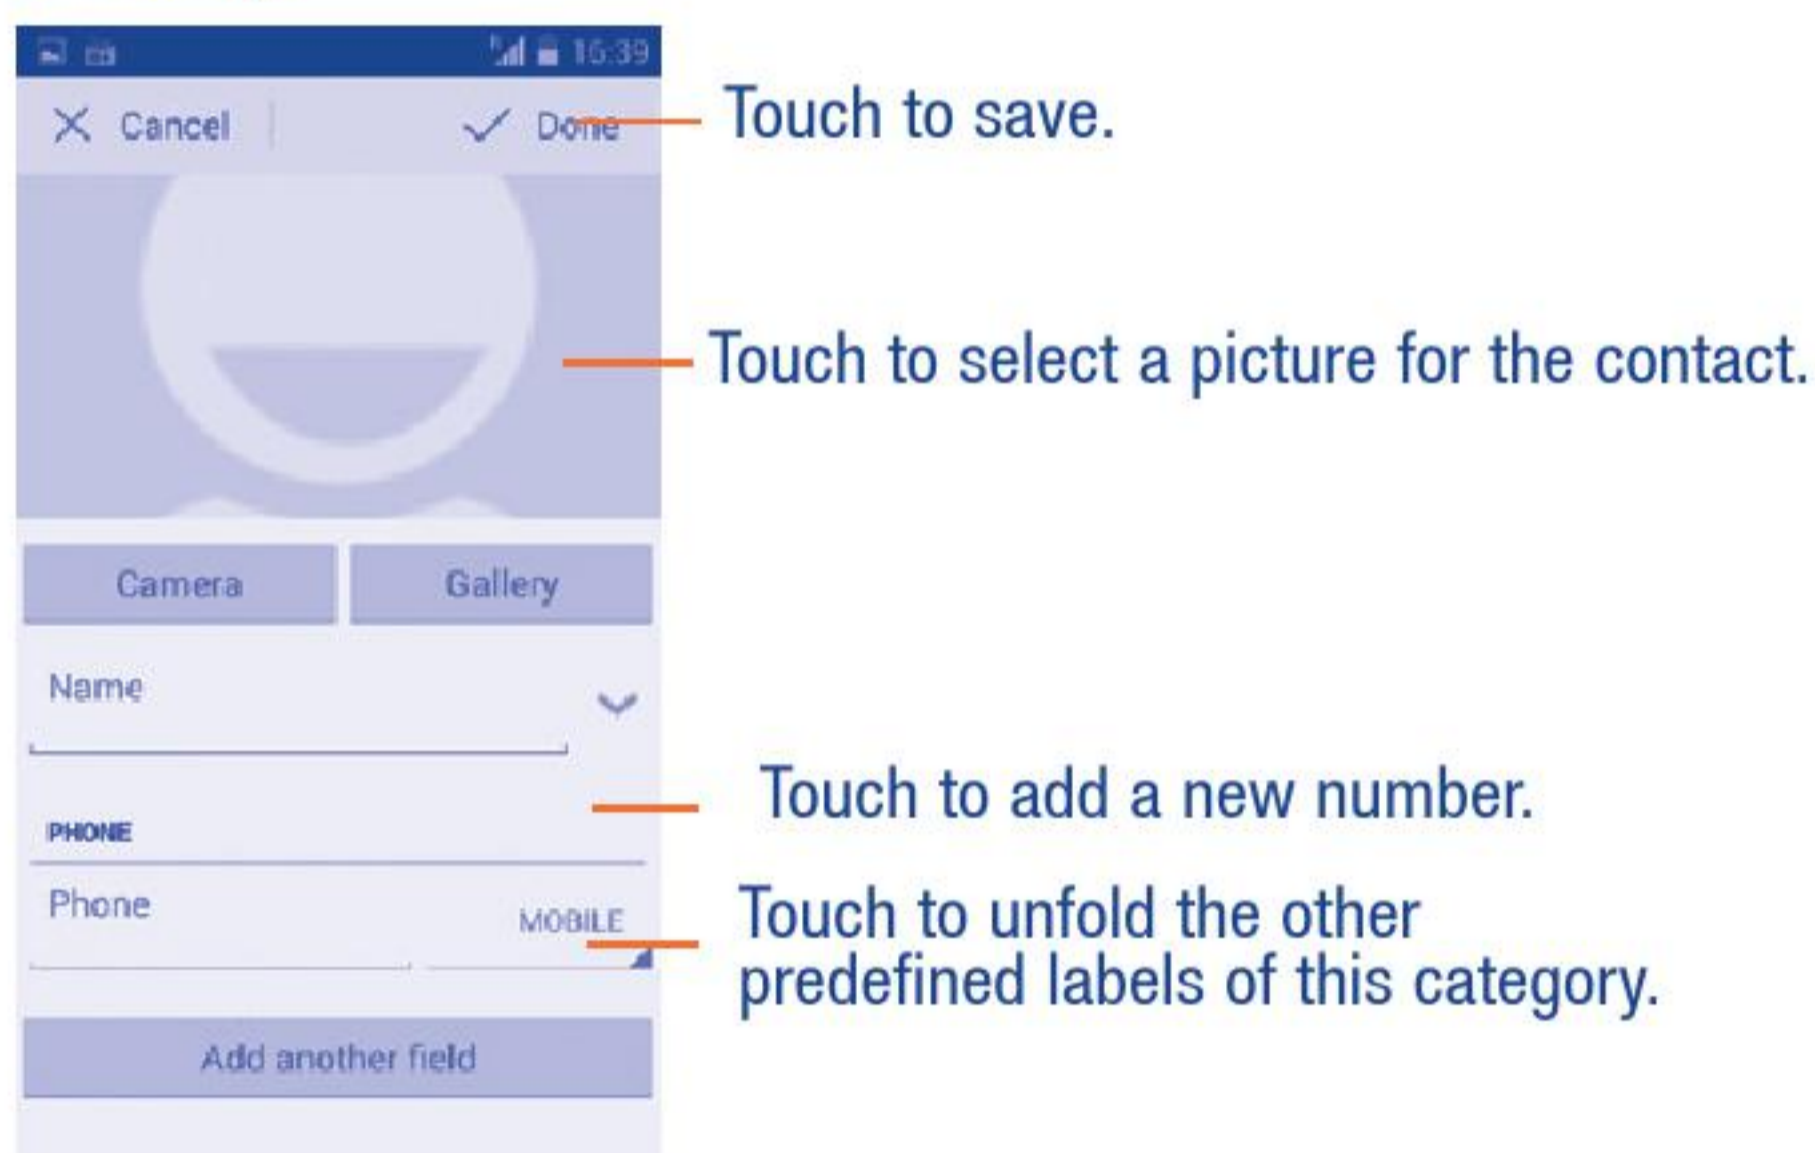 16:39
Cancel
Done
Touch to save.
Touch to select a picture for the contact.
Camera
Gallery
Name
Touch to add a new number.
PHONE
Phone
MOBILE
Touch to unfold the other
predefined labels of this category.
Add another field